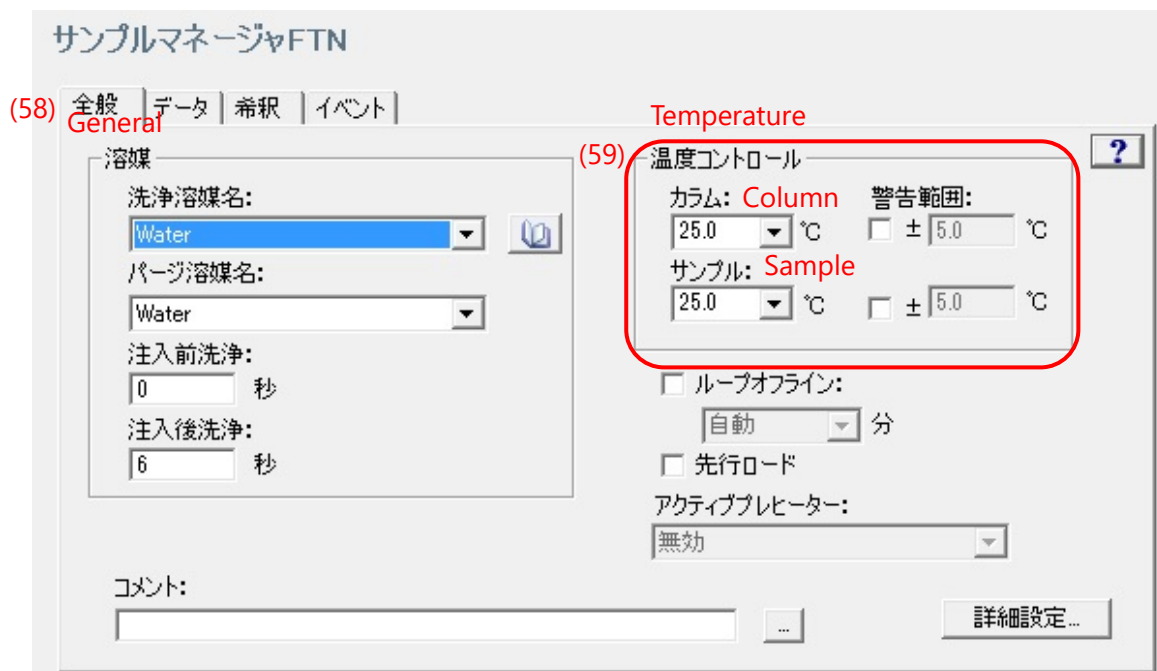 サンプルマネージャFTN
(58) 全般 データ 希釈 イベント
General
Temperature
溶媒
洗浄溶媒名:
Water
パージ溶媒名:
Water
注入前洗浄:
0 秒
注入後洗浄:
6 秒
(59) 温度コントロール
?
カラム: Column 警告範囲:
25.0 ℃ ± 5.0 ℃
サンプル: Sample
25.0 ℃ ± 5.0 ℃
ループオフライン:
自動 分
先行ロード
アクティブプレヒーター:
無効
コメント:
...
詳細設定...